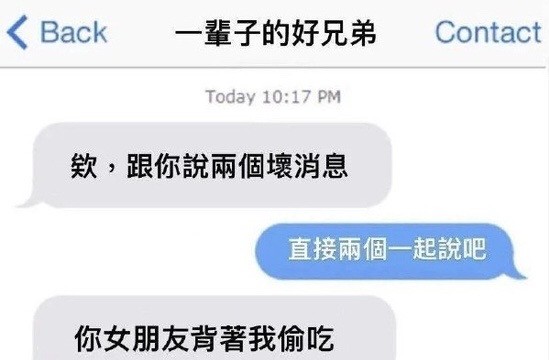 Back
一輩子的好兄弟
Contact
Today 10:17 PM
欸，跟你說兩個壞消息
直接兩個一起說吧
你女朋友背著我偷吃